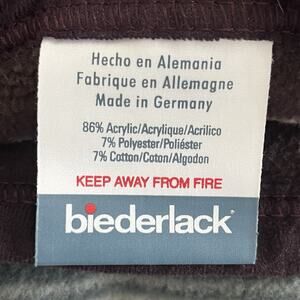 Hecho en Alemania
Fabrique en Allemagne
Made in Germany
86% Acrylic/Acrylique/Acrilico
7% Polyester/Poliéster
7% Cotton/Coton/Algodon
KEEP AWAY FROM FIRE
biederlack